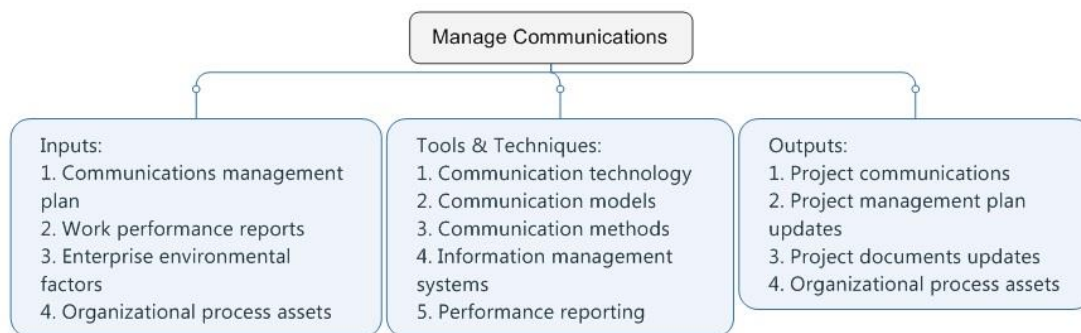 Manage Communications
Inputs:
1. Communications management
plan
2. Work performance reports
3. Enterprise environmental
factors
4. Organizational process assets
Tools & Techniques:
1. Communication technology
2. Communication models
3. Communication methods
4. Information management
systems
5. Performance reporting
Outputs:
1. Project communications
2. Project management plan
updates
3. Project documents updates
4. Organizational process assets